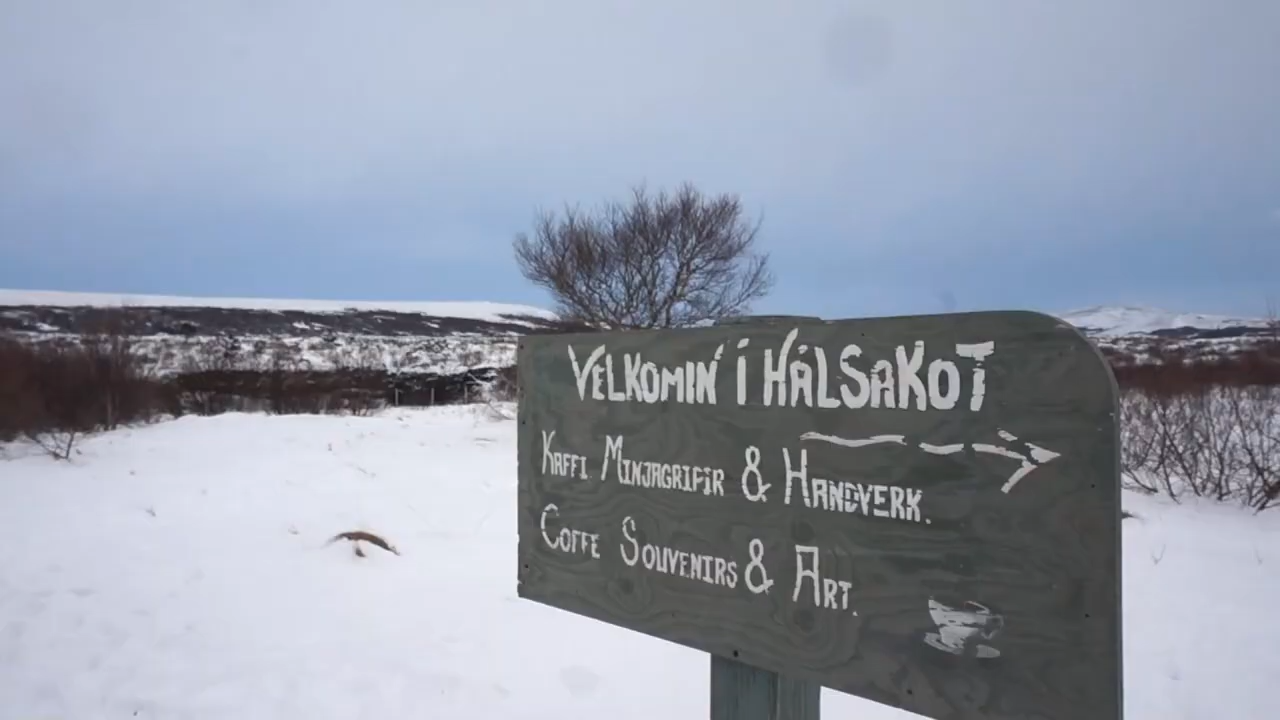 VELKOMIN Í HÁLSAKOT
KAFFI MINJAGRIPIR & HANDVERK.
COFFE SOUVENIRS & ART.